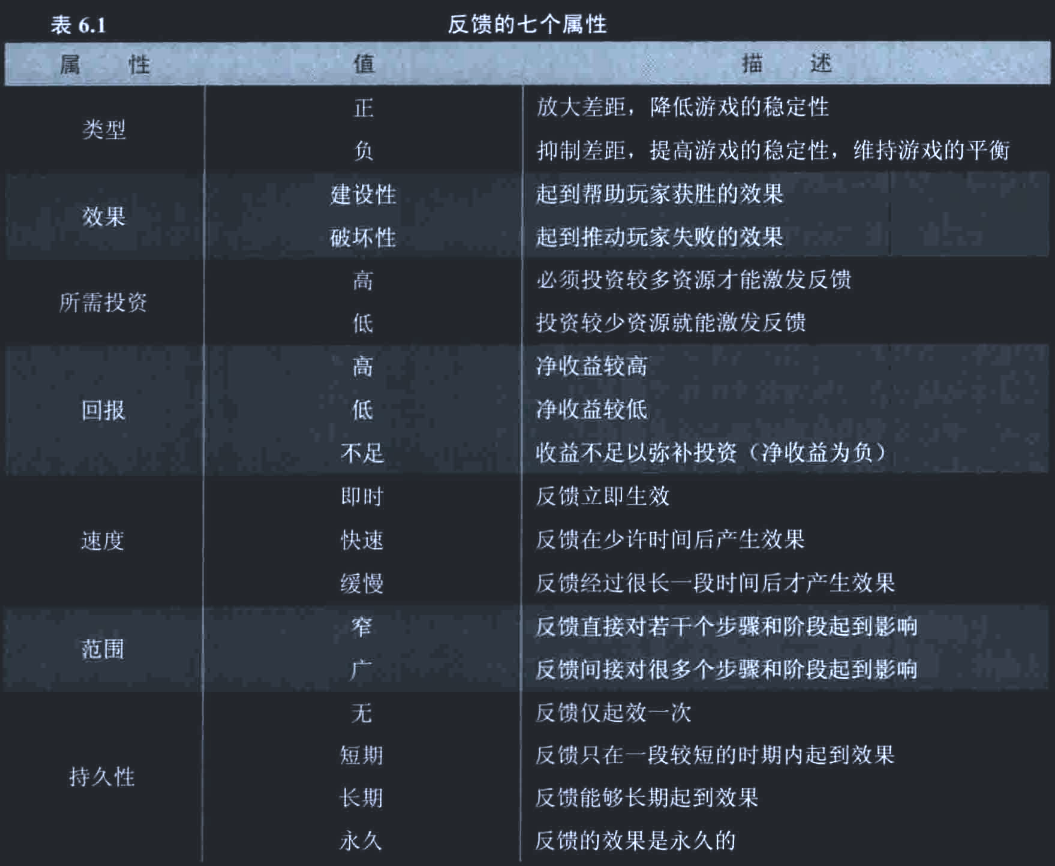 表 6.1 反馈的七个属性
属 性 值 描 述
类型 正 放大差距，降低游戏的稳定性
负 抑制差距，提高游戏的稳定性，维持游戏的平衡
效果 建设性 起到帮助玩家获胜的效果
破坏性 起到推动玩家失败的效果
所需投资 高 必须投资较多资源才能激发反馈
低 投资较少资源就能激发反馈
回报 高 净收益较高
低 净收益较低
不足 收益不足以弥补投资（净收益为负）
速度 即时 反馈立即生效
快速 反馈在少许时间后产生效果
缓慢 反馈经过很长一段时间后才产生效果
范围 窄 反馈直接对若干个步骤和阶段起到影响
广 反馈间接对很多个步骤和阶段起到影响
持久性 无 反馈仅起效一次
短期 反馈只在一段较短的时期内起到效果
长期 反馈能够长期起到效果
永久 反馈的效果是永久的